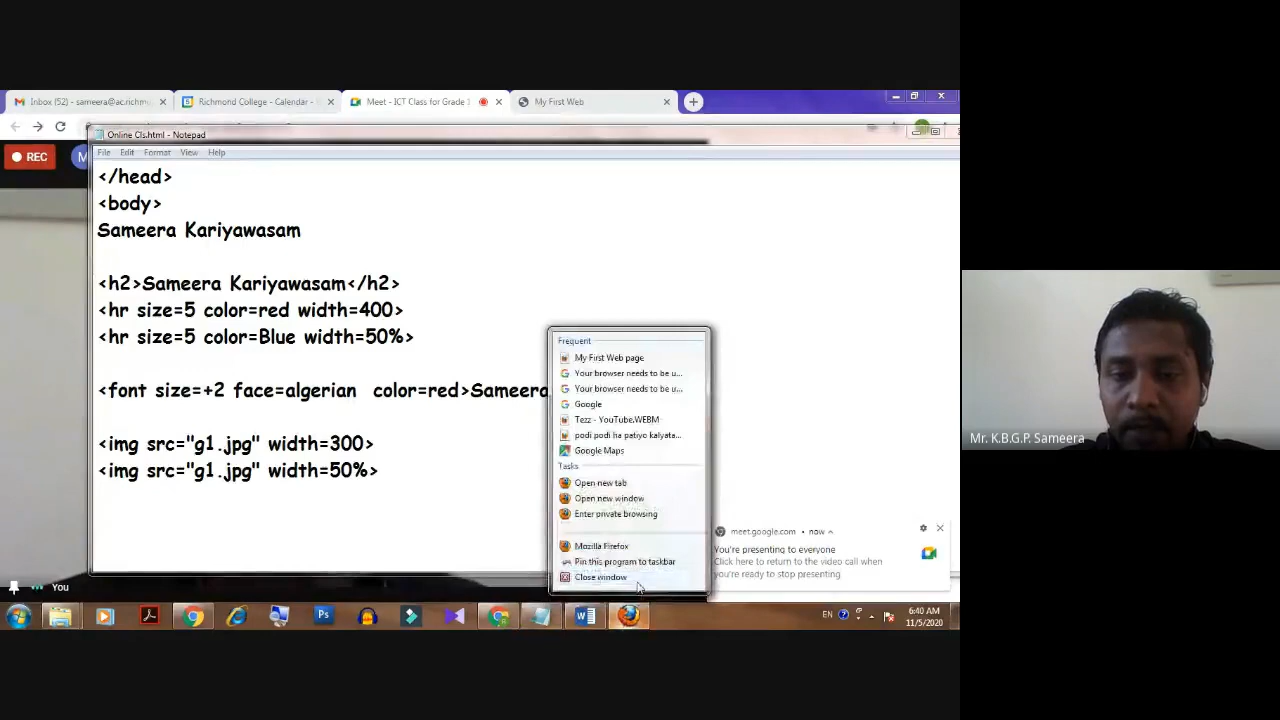 Inbox (52) - sameera@ac.richm
Richmond College - Calendar -
Meet - ICT Class for Grade 1
My First Web
Online Cls.html - Notepad
REC
M
File Edit Format View Help
</head>
<body>
Sameera Kariyawasam
<h2>Sameera Kariyawasam</h2>
<hr size=5 color=red width=400>
<hr size=5 color=Blue width=50%>
<font size=+2 face=algerian color=red>Sameera
<img src="g1.jpg" width=300>
<img src="g1.jpg" width=50%>
Frequent
My First Web page
Your browser needs to be u...
Your browser needs to be u...
Google
Tezz - YouTube.WEBM
podi podi ha patiyo kalyata...
Google Maps
Tasks
Open new tab
Open new window
Enter private browsing
Mozilla Firefox
Pin this program to taskbar
Close window
meet.google.com • now
You're presenting to everyone
Click here to return to the video call when
you're ready to stop presenting
You
Ps
W
EN
6:40 AM
11/5/2020
Mr. K.B.G.P. Sameera